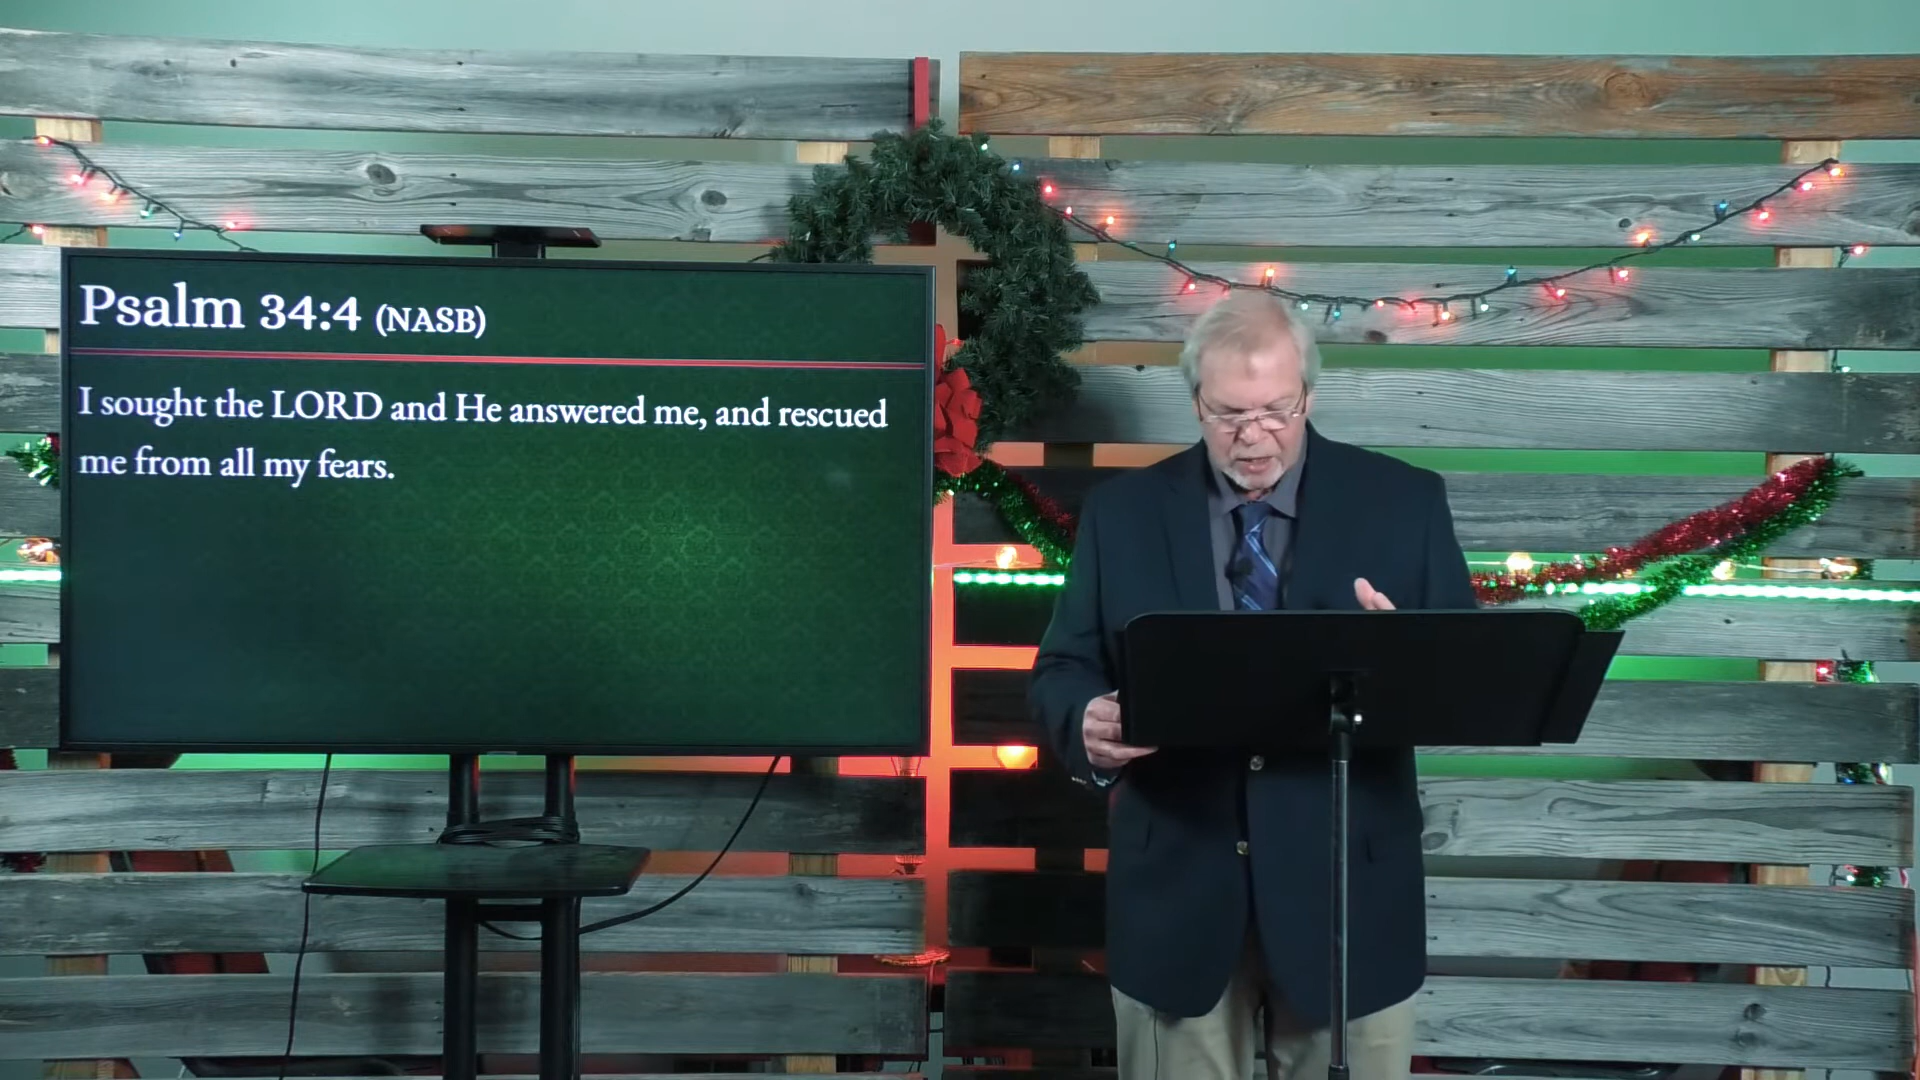 Psalm 34:4 (NASB)
I sought the LORD and He answered me, and rescued
me from all my fears.